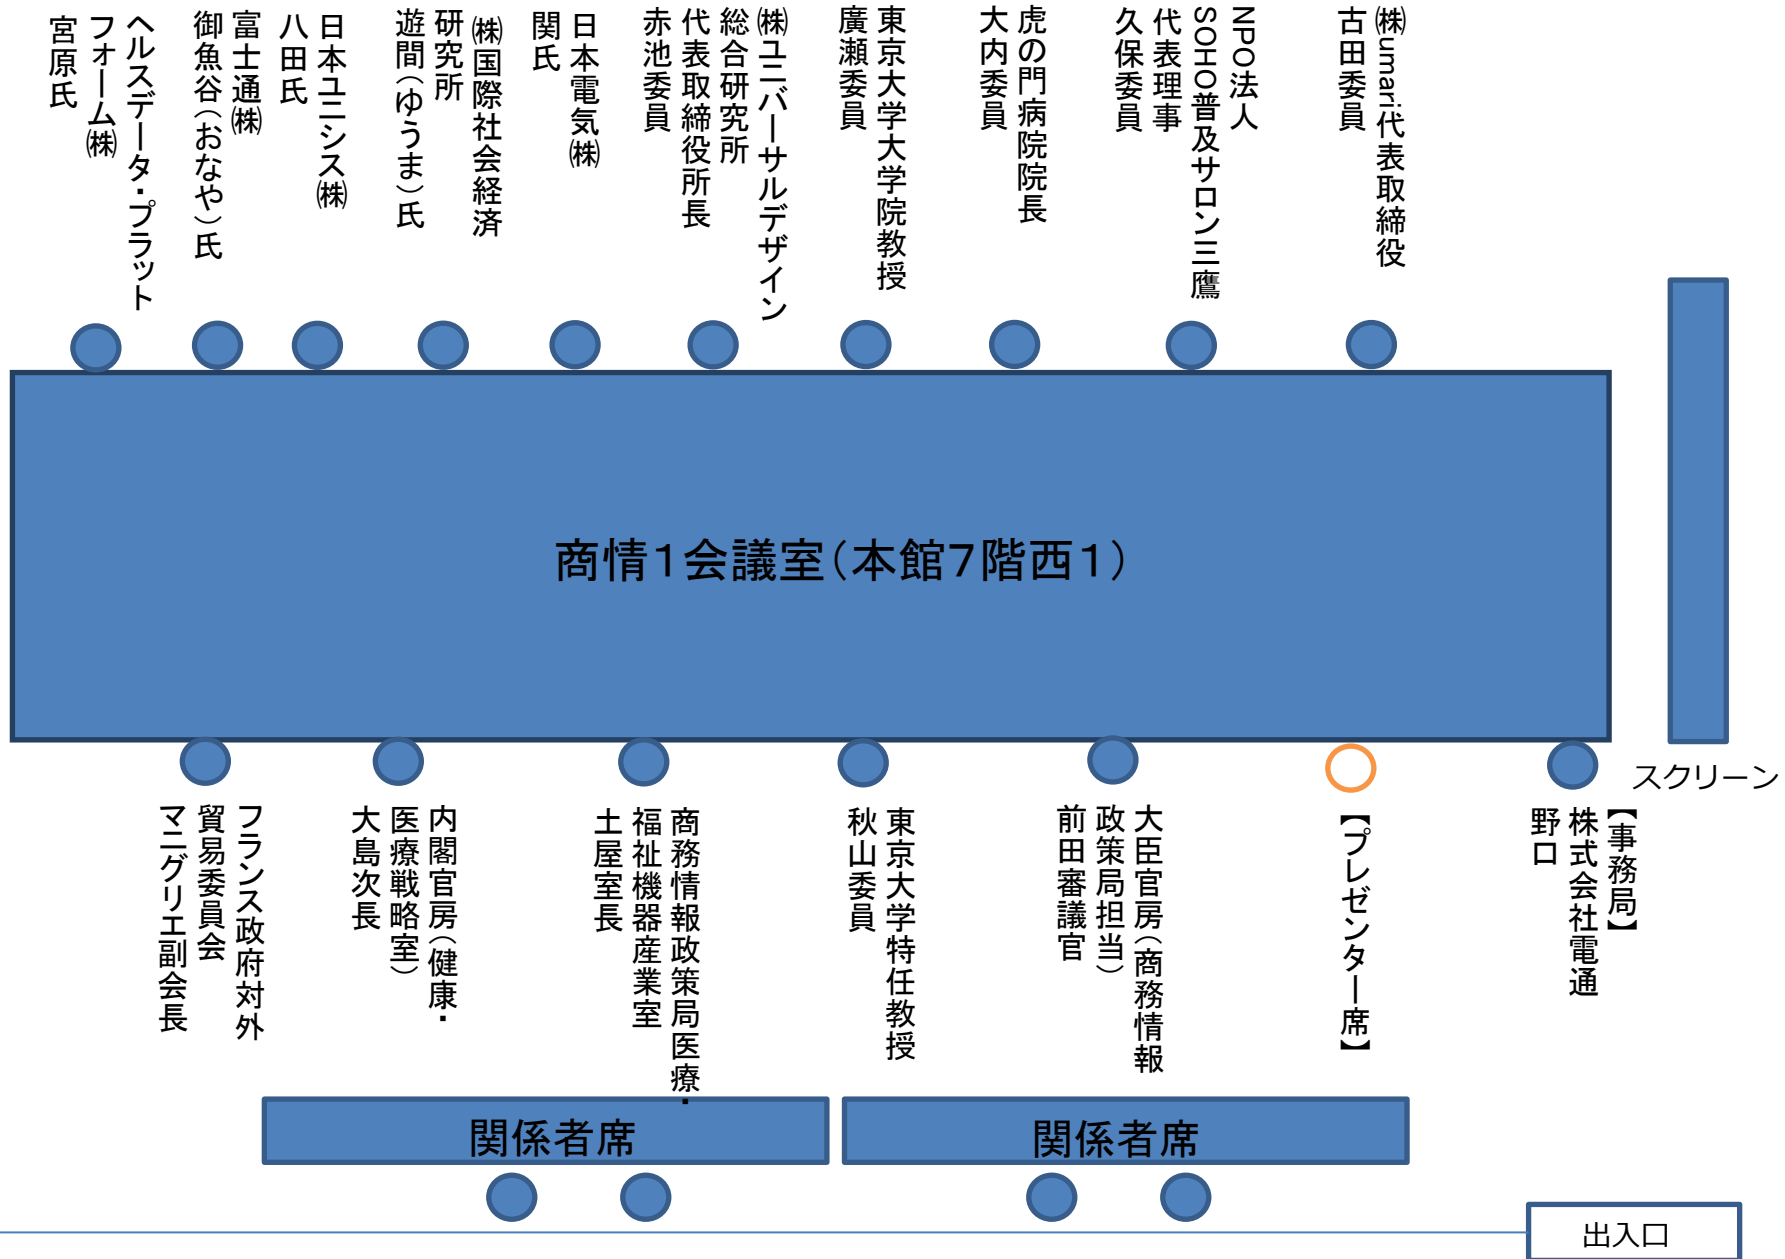 ヘルスデータ・プラット
フォーム㈱
宮原氏
富士通㈱
御魚谷(おなや)氏
日本ユニシス㈱
八田氏
㈱国際社会経済
研究所
遊間(ゆうま)氏
日本電気㈱
関氏
㈱ユニバーサルデザイン
総合研究所
代表取締役所長
赤池委員
東京大学大学院教授
廣瀬委員
虎の門病院院長
大内委員
NPO法人
SOHO普及サロン三鷹
代表理事
久保委員
㈱umari代表取締役
古田委員
商情1会議室(本館7階西1)
スクリーン
フランス政府対外
貿易委員会
マニグリエ副会長
内閣官房(健康・
医療戦略室)
大島次長
商務情報政策局医療・
福祉機器産業室
土屋室長
東京大学特任教授
秋山委員
大臣官房(商務情報
政策局担当)
前田審議官
【プレゼンター席】
【事務局】
株式会社電通
野口
関係者席
関係者席
出入口